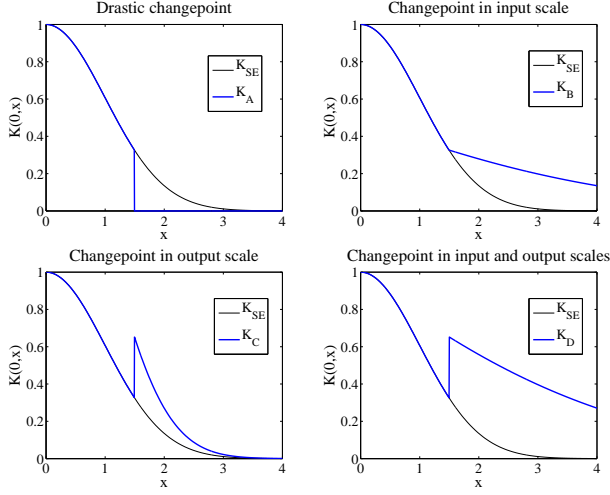 Drastic changepoint
1
0.8
0.6
0.4
0.2
0
K(0,x)
K_SE
K_A
0 1 2 3 4
x
Changepoint in input scale
1
0.8
0.6
0.4
0.2
0
K(0,x)
K_SE
K_B
0 1 2 3 4
x
Changepoint in output scale
1
0.8
0.6
0.4
0.2
0
K(0,x)
K_SE
K_C
0 1 2 3 4
x
Changepoint in input and output scales
1
0.8
0.6
0.4
0.2
0
K(0,x)
K_SE
K_D
0 1 2 3 4
x